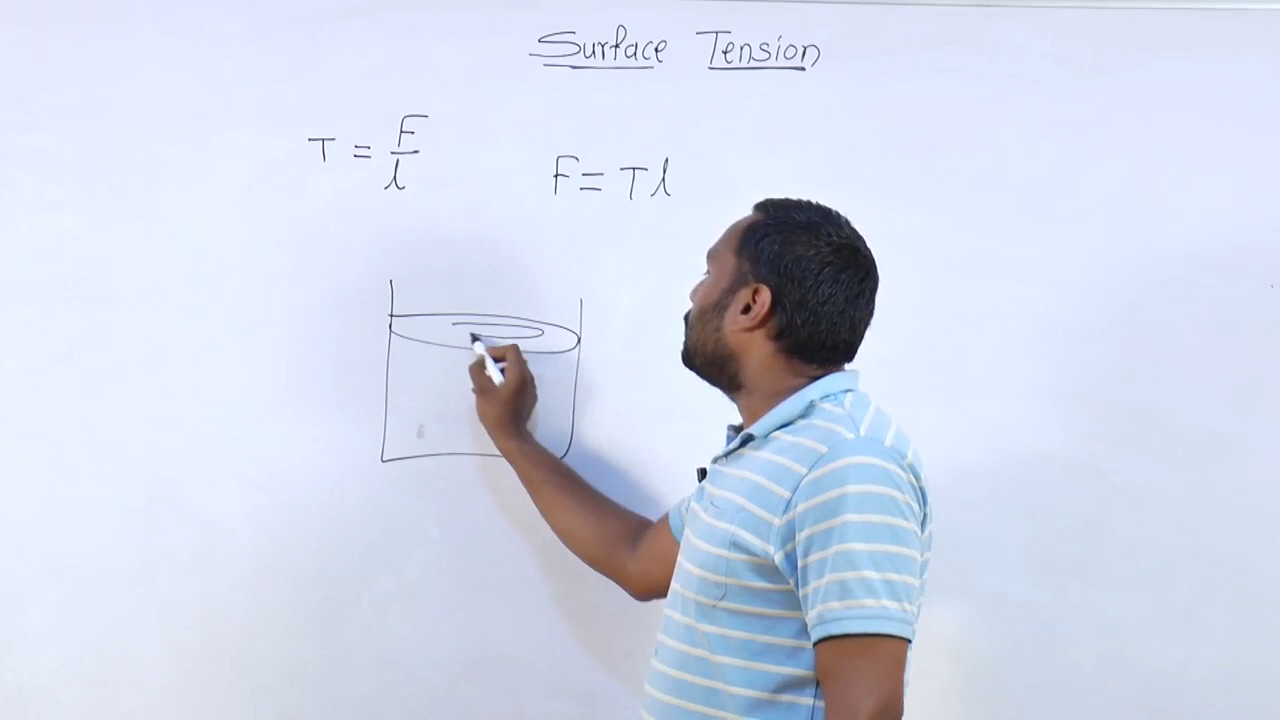 Surface Tension
T = F/l
F = Tl